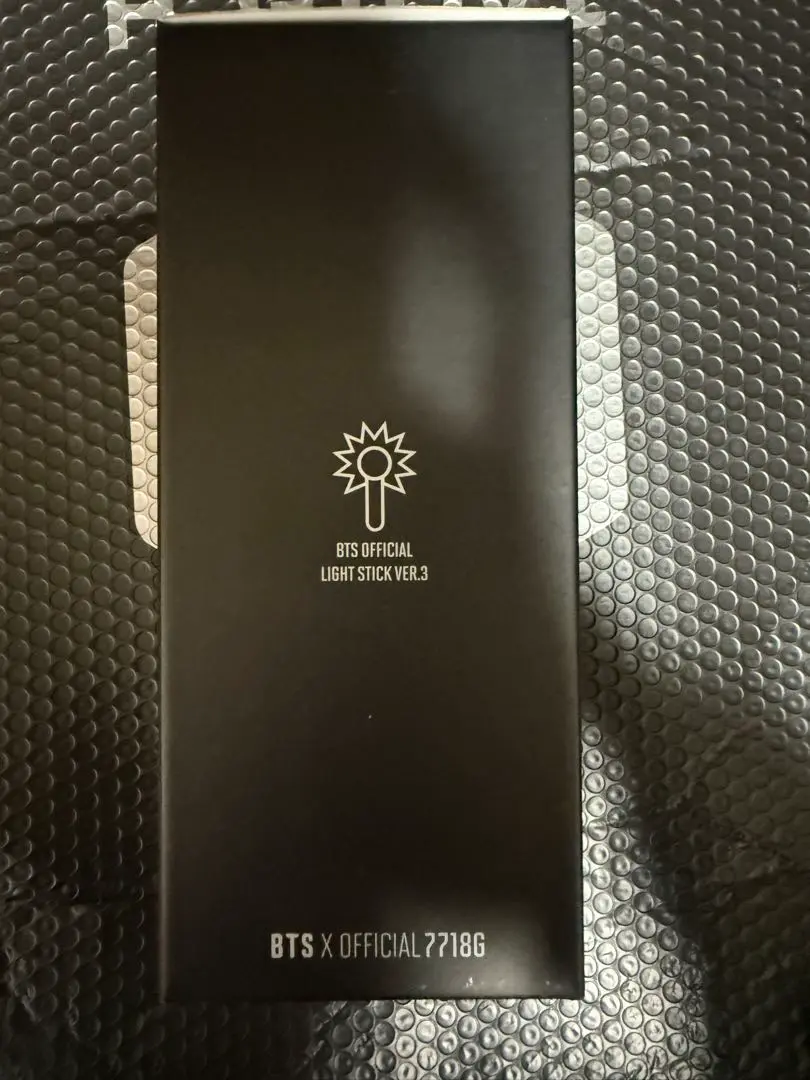 BTS OFFICIAL
LIGHT STICK VER.3
BTS X OFFICIAL 7718G